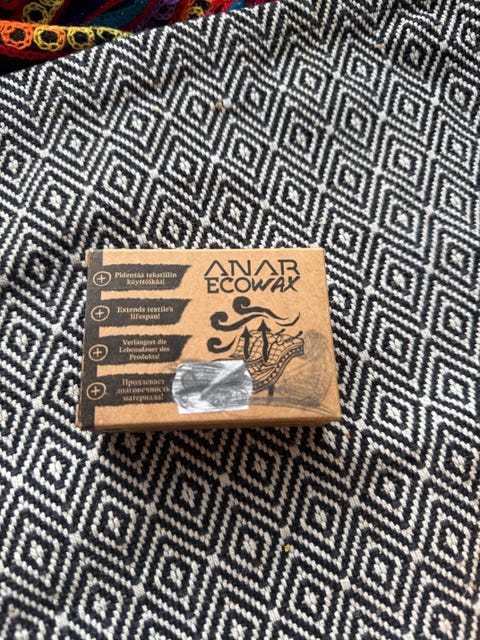 ANAR
ECOWAX
Pidentää tekstiilin
käyttöikää!
Extends textile's
lifespan!
Verlängert die
Lebensdauer des
Produkts!
Продлевает
долговечность
материала!